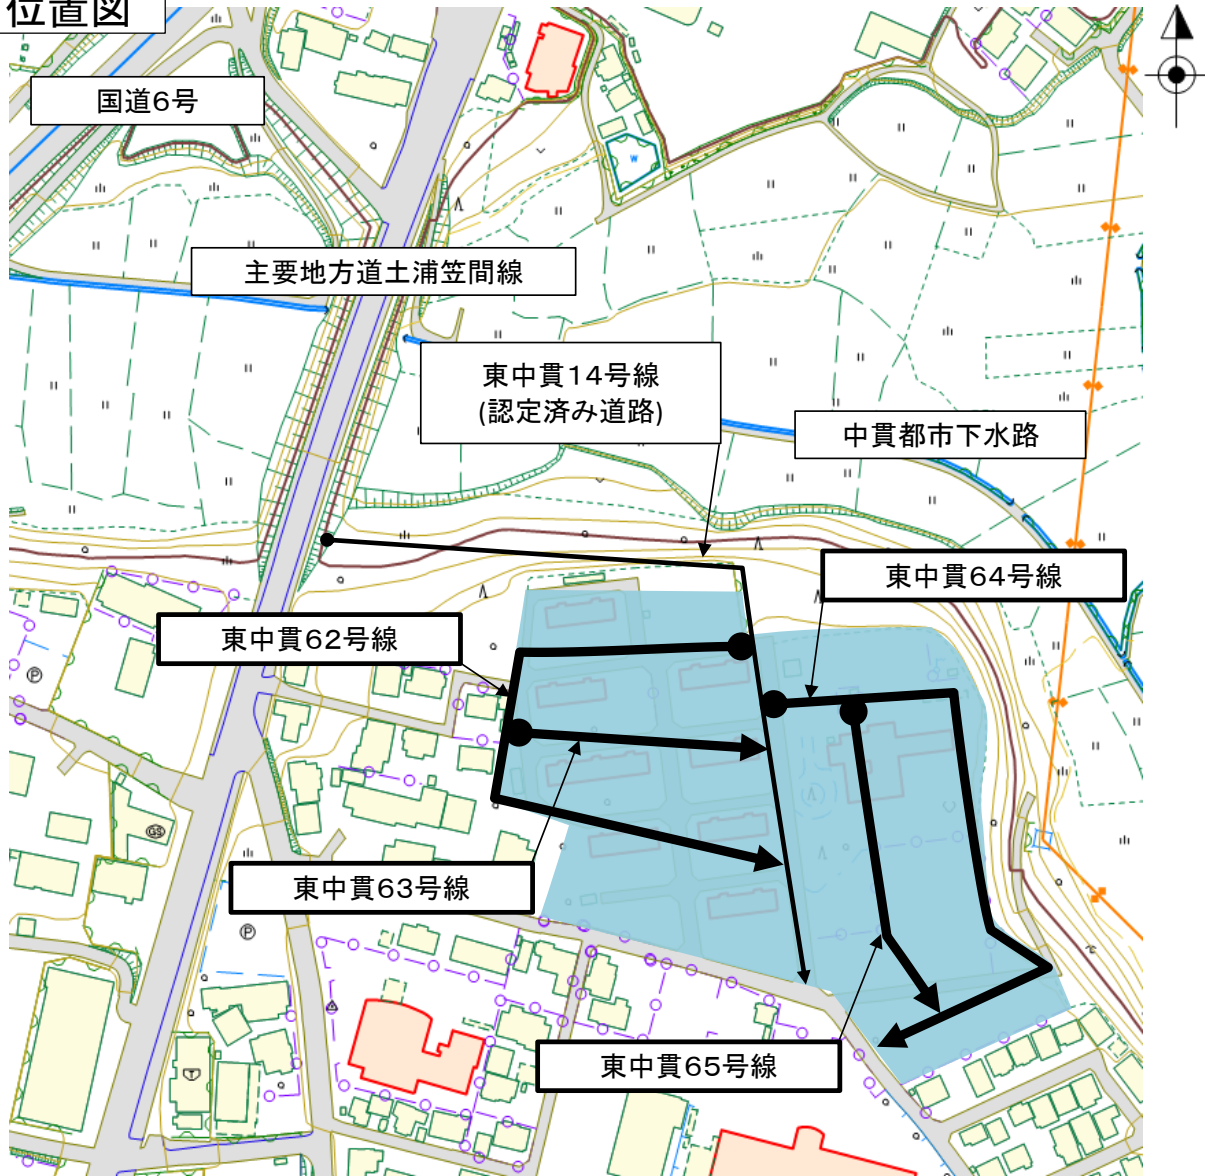 位置図
国道6号
主要地方道土浦笠間線
東中貫14号線
(認定済み道路)
中貫都市下水路
東中貫64号線
東中貫62号線
東中貫63号線
東中貫65号線
W
P
GS
P
T